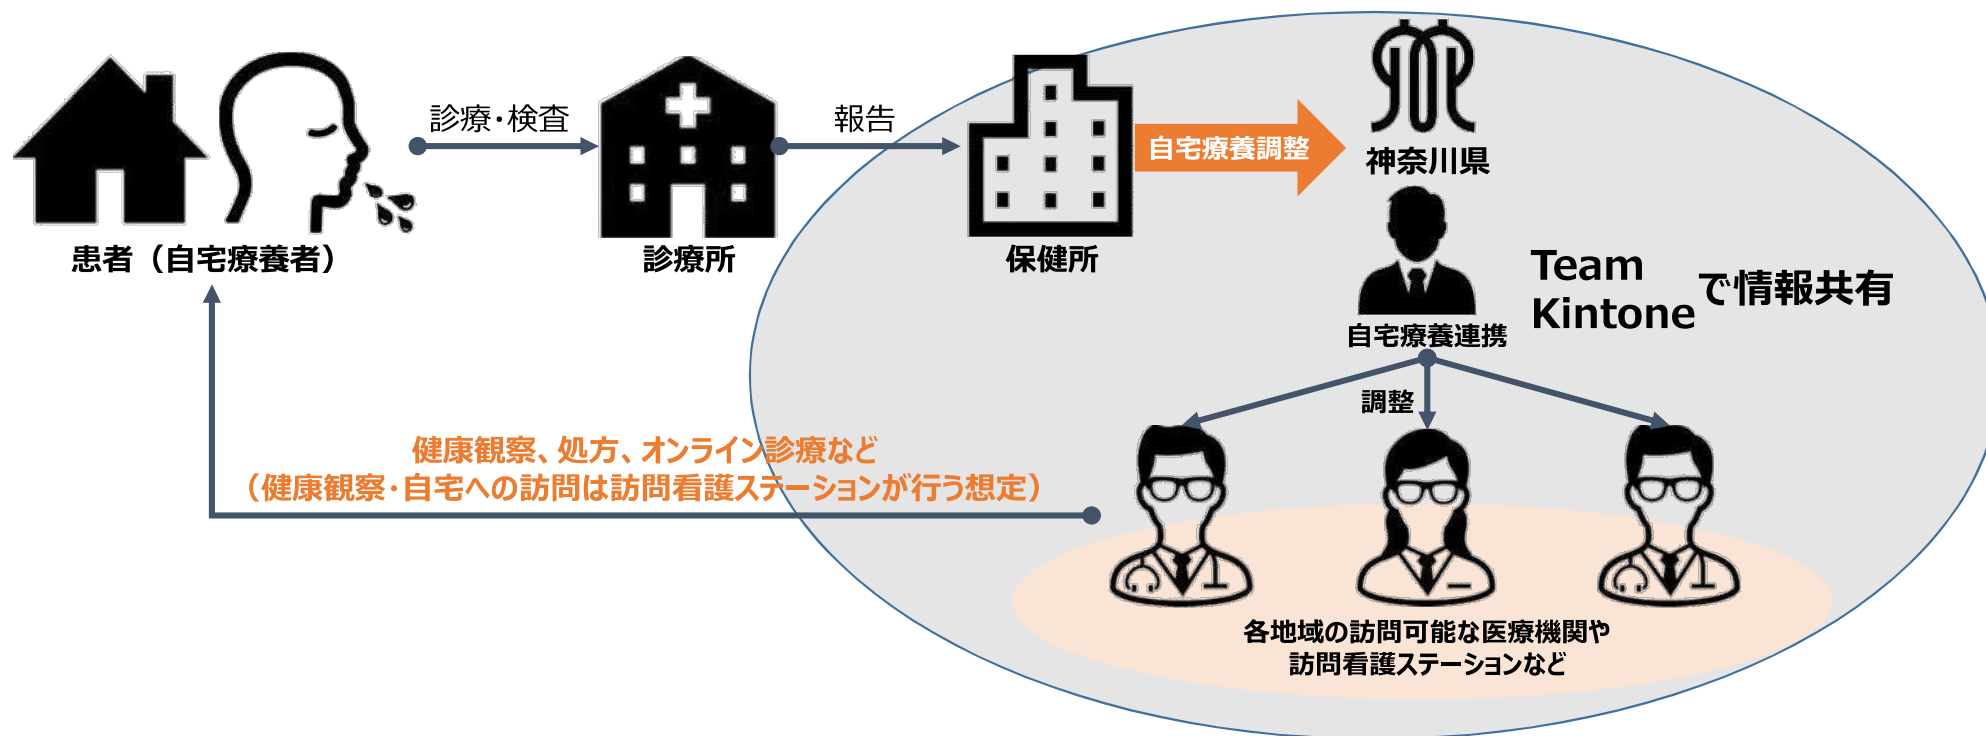 診療・検査
報告
自宅療養調整
神奈川県
患者（自宅療養者）
診療所
保健所
Team
Kintone
で情報共有
自宅療養連携
調整
健康観察、処方、オンライン診療など
（健康観察・自宅への訪問は訪問看護ステーションが行う想定）
各地域の訪問可能な医療機関や
訪問看護ステーションなど